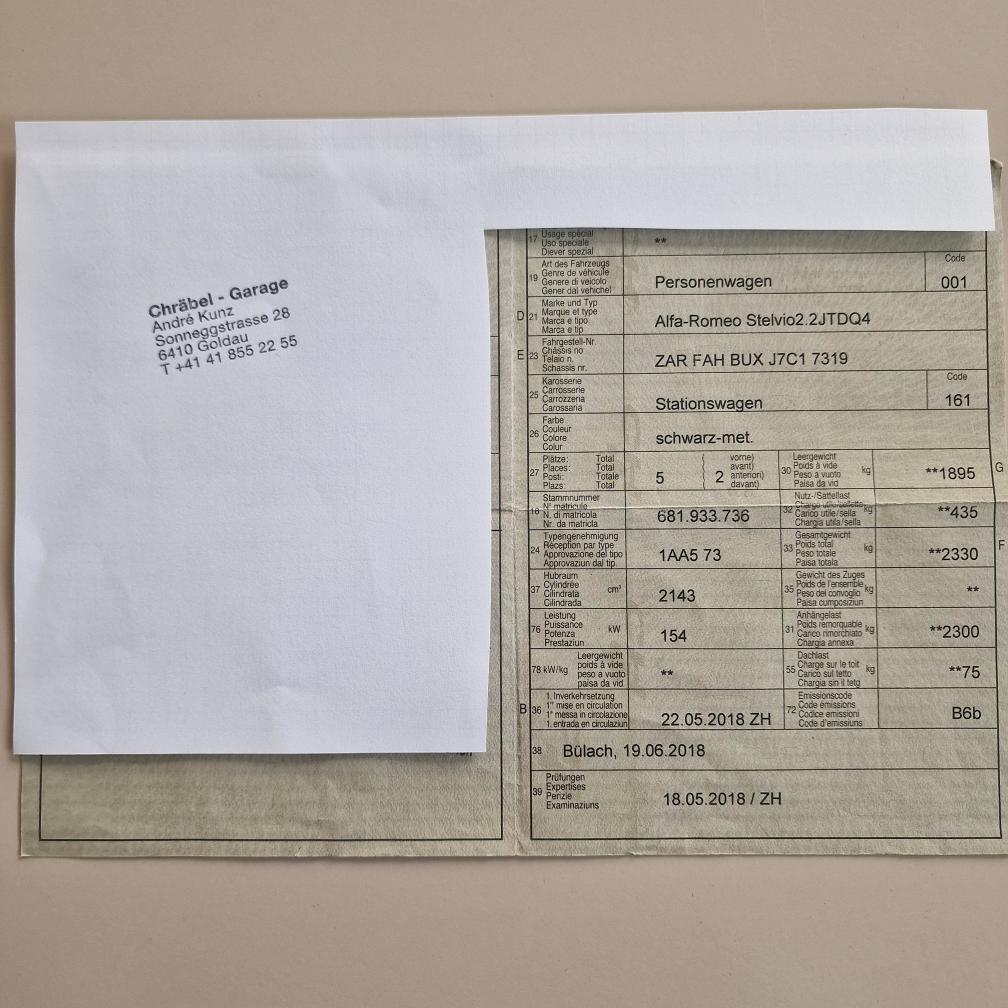 Chräbel - Garage
André Kunz
Sonneggstrasse 28
6410 Goldau
T +41 41 855 22 55
17 Usage spécial
Uso speciale
Diever spezial
**
19 Art des Fahrzeugs
Genre de véhicule
Genere di veicolo
Gener dal vehichel
Personenwagen
Code
001
D 21 Marke und Typ
Marque et type
Marca e tipo
Marca e tip
Alfa-Romeo Stelvio2.2JTDQ4
E 23 Fahrgestell-Nr.
Châssis no
Telaio n.
Schassis nr.
ZAR FAH BUX J7C1 7319
25 Karosserie
Carrosserie
Carrozzeria
Carossaria
Stationswagen
Code
161
26 Farbe
Couleur
Colore
Colur
schwarz-met.
27 Plätze: Total
Places: Total
Posti: Totale
Plazs: Total
5
2
vorne)
avant)
anteriori)
davant)
30 Leergewicht
Poids à vide
Peso a vuoto
Paisa da vid
kg
**1895
G
18 Stammnummer
N° matricule
N. di matricola
Nr. da matricla
681.933.736
32 Nutz-/Sattellast
Charge utile/sellette
Carico utile/sella
Chargia utila/sella
kg
**435
24 Typengenehmigung
Réception par type
Approvazione del tipo
Approvaziun dal tip
1AA5 73
33 Gesamtgewicht
Poids total
Peso totale
Paisa totala
kg
**2330
F
37 Hubraum
Cylindrée
Cilindrata
Cilindrada
cm³
2143
35 Gewicht des Zuges
Poids de l'ensemble
Peso del convoglio
Paisa cumposiziun
kg
**
76 Leistung
Puissance
Potenza
Prestaziun
kW
154
31 Anhängelast
Poids remorquable
Carico rimorchiato
Chargia annexa
kg
**2300
78 kW/kg Leergewicht
poids à vide
peso a vuoto
paisa da vid
**
55 Dachlast
Charge sur le toit
Carico sul tetto
Chargia sin il tetg
kg
**75
B 36 1. Inverkehrsetzung
1re mise en circulation
1a messa in circolazione
1. entrada en circulaziun
22.05.2018 ZH
72 Emissionscode
Code émissions
Codice emissioni
Code d'emissiuns
B6b
38 Bülach, 19.06.2018
39 Prüfungen
Expertises
Perizie
Examinaziuns
18.05.2018 / ZH